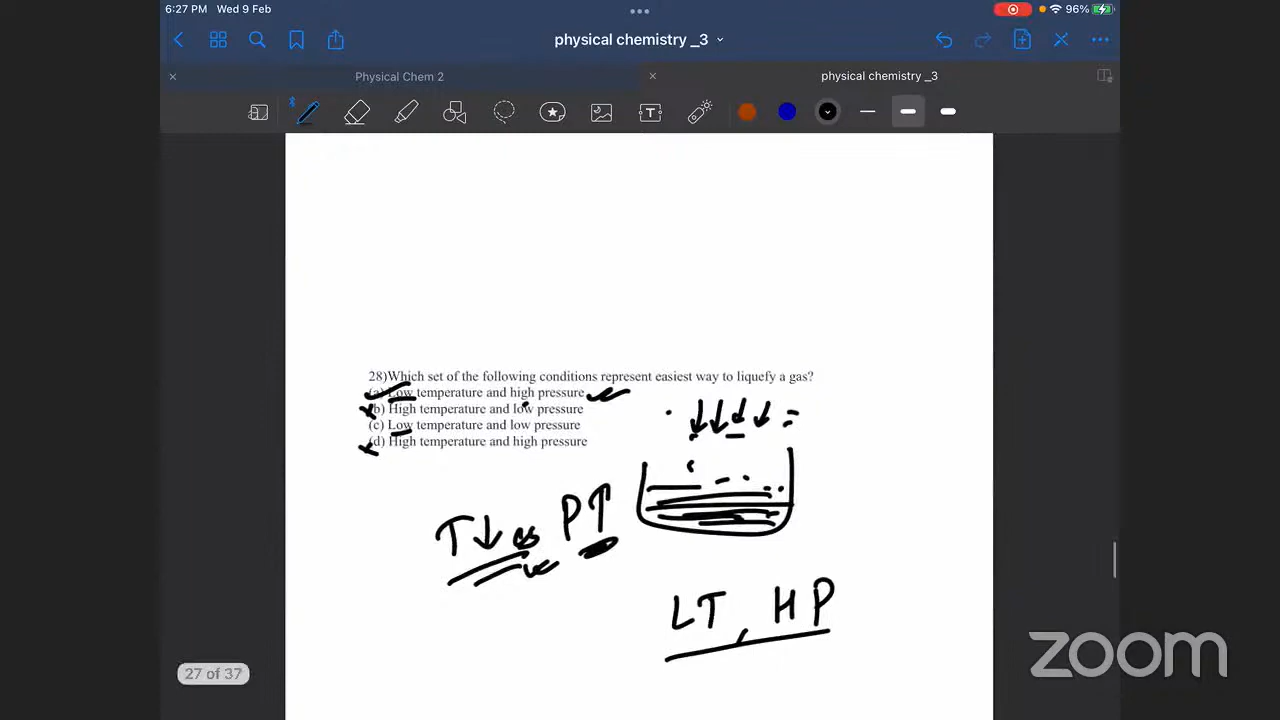 6:27 PM Wed 9 Feb
96%
physical chemistry _3
Physical Chem 2
physical chemistry _3
28)Which set of the following conditions represent easiest way to liquefy a gas?
(a) Low temperature and high pressure
(b) High temperature and low pressure
(c) Low temperature and low pressure
(d) High temperature and high pressure
T↓ P↑
LT, HP
27 of 37
zoom